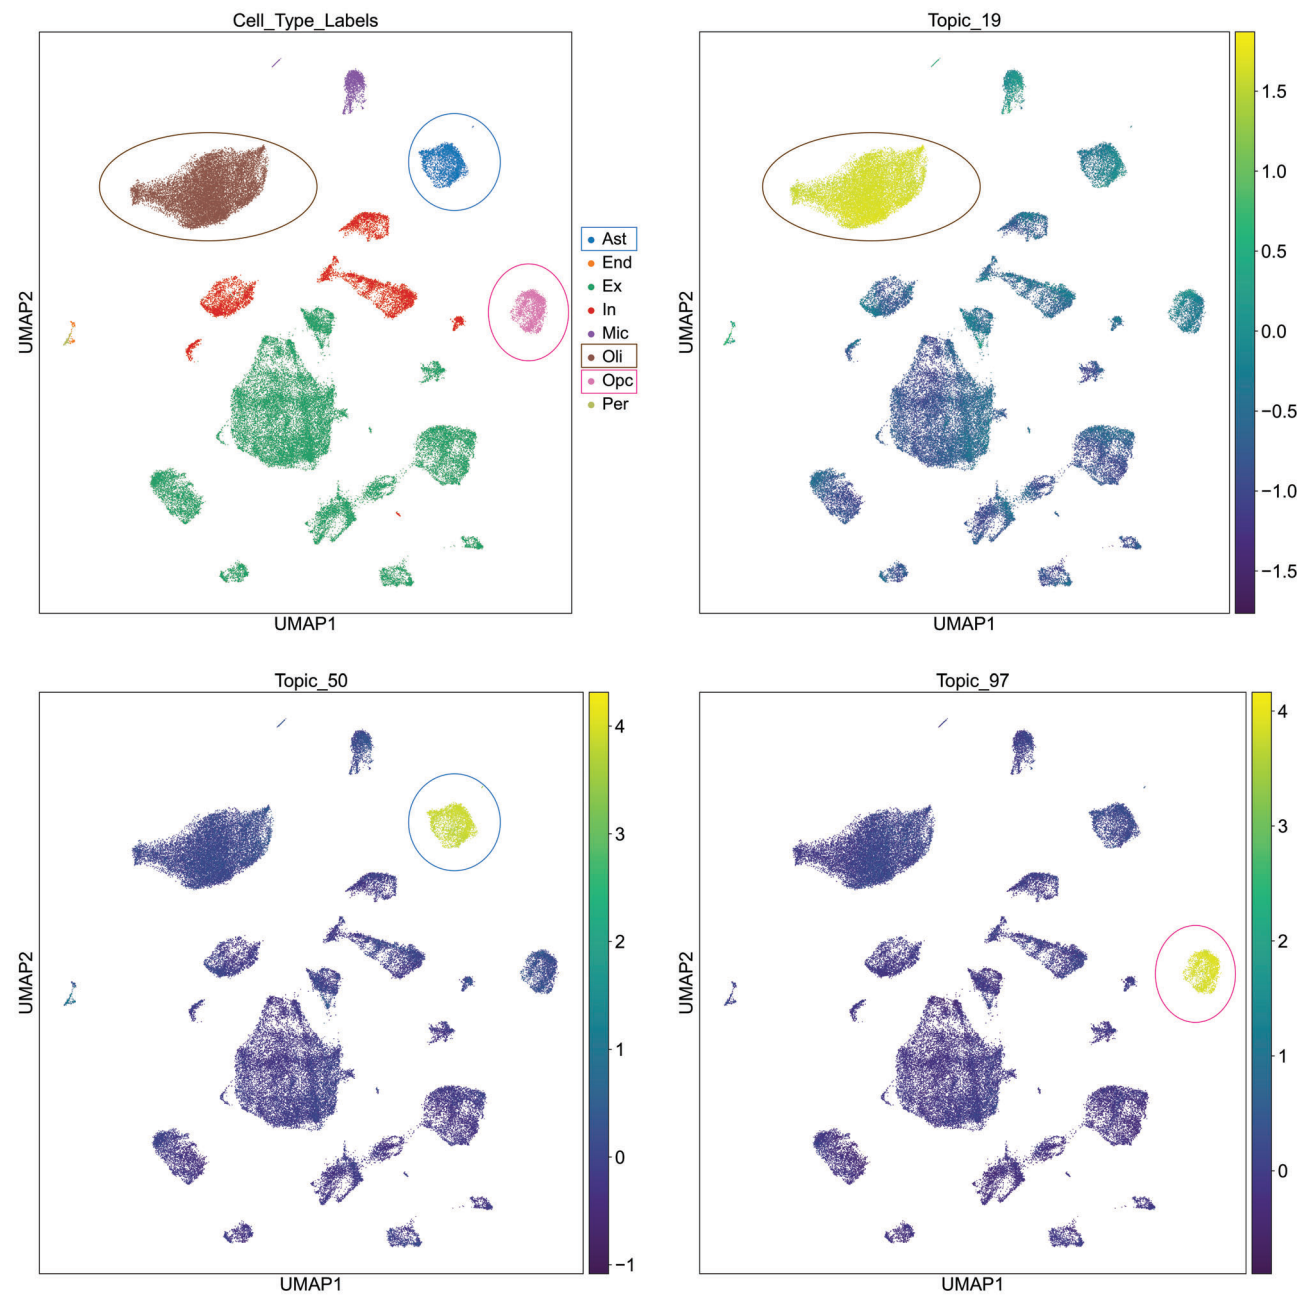 Cell_Type_Labels
UMAP2
UMAP1
Ast
End
Ex
In
Mic
Oli
Opc
Per
Topic_19
UMAP2
UMAP1
1.5
1.0
0.5
0.0
−0.5
−1.0
−1.5
Topic_50
UMAP2
UMAP1
4
3
2
1
0
−1
Topic_97
UMAP2
UMAP1
4
3
2
1
0